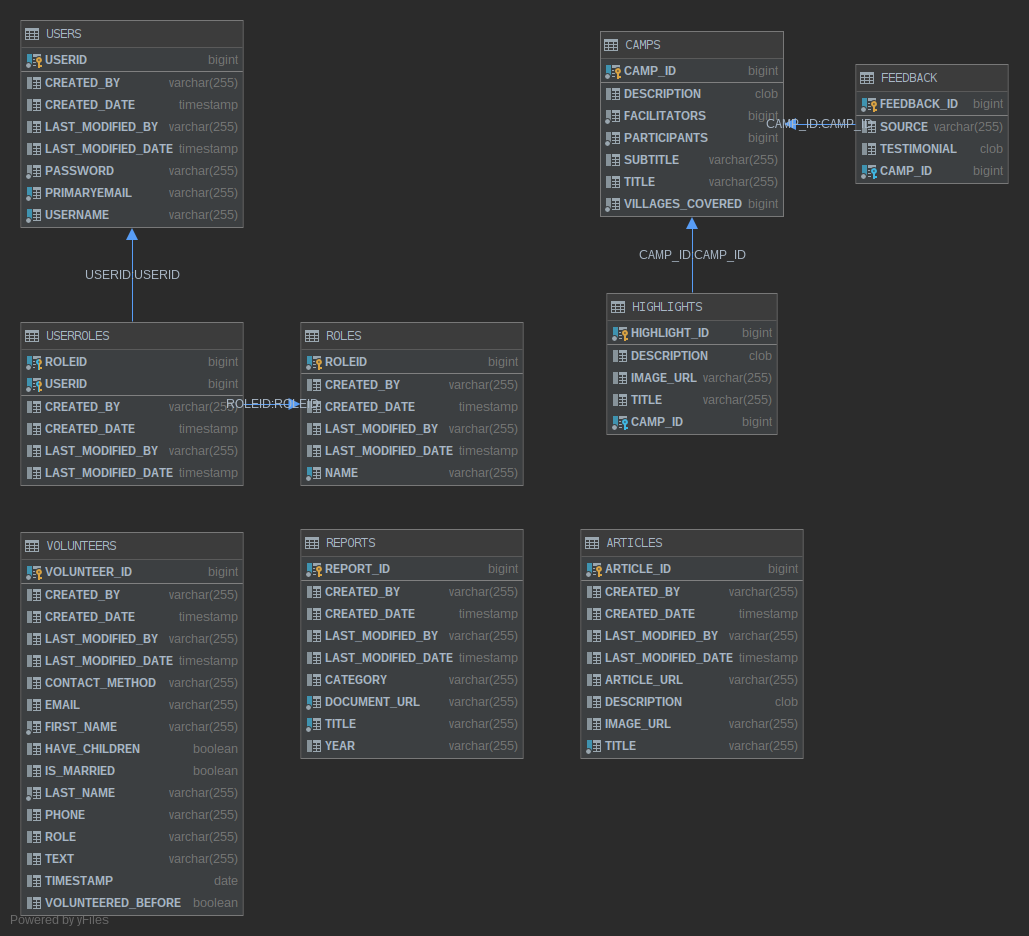 USERS
USERID bigint
CREATED_BY varchar(255)
CREATED_DATE timestamp
LAST_MODIFIED_BY varchar(255)
LAST_MODIFIED_DATE timestamp
PASSWORD varchar(255)
PRIMARYEMAIL varchar(255)
USERNAME varchar(255)
CAMPS
CAMP_ID bigint
DESCRIPTION clob
FACILITATORS bigint
PARTICIPANTS bigint
SUBTITLE varchar(255)
TITLE varchar(255)
VILLAGES_COVERED bigint
CAMP_ID:CAMP_ID
FEEDBACK
FEEDBACK_ID bigint
SOURCE varchar(255)
TESTIMONIAL clob
CAMP_ID bigint
USERID:USERID
CAMP_ID:CAMP_ID
USERROLES
ROLEID bigint
USERID bigint
CREATED_BY varchar(255)
CREATED_DATE timestamp
LAST_MODIFIED_BY varchar(255)
LAST_MODIFIED_DATE timestamp
ROLEID:ROLEID
ROLES
ROLEID bigint
CREATED_BY varchar(255)
CREATED_DATE timestamp
LAST_MODIFIED_BY varchar(255)
LAST_MODIFIED_DATE timestamp
NAME varchar(255)
HIGHLIGHTS
HIGHLIGHT_ID bigint
DESCRIPTION clob
IMAGE_URL varchar(255)
TITLE varchar(255)
CAMP_ID bigint
VOLUNTEERS
VOLUNTEER_ID bigint
CREATED_BY varchar(255)
CREATED_DATE timestamp
LAST_MODIFIED_BY varchar(255)
LAST_MODIFIED_DATE timestamp
CONTACT_METHOD varchar(255)
EMAIL varchar(255)
FIRST_NAME varchar(255)
HAVE_CHILDREN boolean
IS_MARRIED boolean
LAST_NAME varchar(255)
PHONE varchar(255)
ROLE varchar(255)
TEXT varchar(255)
TIMESTAMP date
VOLUNTEERED_BEFORE boolean
REPORTS
REPORT_ID bigint
CREATED_BY varchar(255)
CREATED_DATE timestamp
LAST_MODIFIED_BY varchar(255)
LAST_MODIFIED_DATE timestamp
CATEGORY varchar(255)
DOCUMENT_URL varchar(255)
TITLE varchar(255)
YEAR varchar(255)
ARTICLES
ARTICLE_ID bigint
CREATED_BY varchar(255)
CREATED_DATE timestamp
LAST_MODIFIED_BY varchar(255)
LAST_MODIFIED_DATE timestamp
ARTICLE_URL varchar(255)
DESCRIPTION clob
IMAGE_URL varchar(255)
TITLE varchar(255)
Powered by yFiles